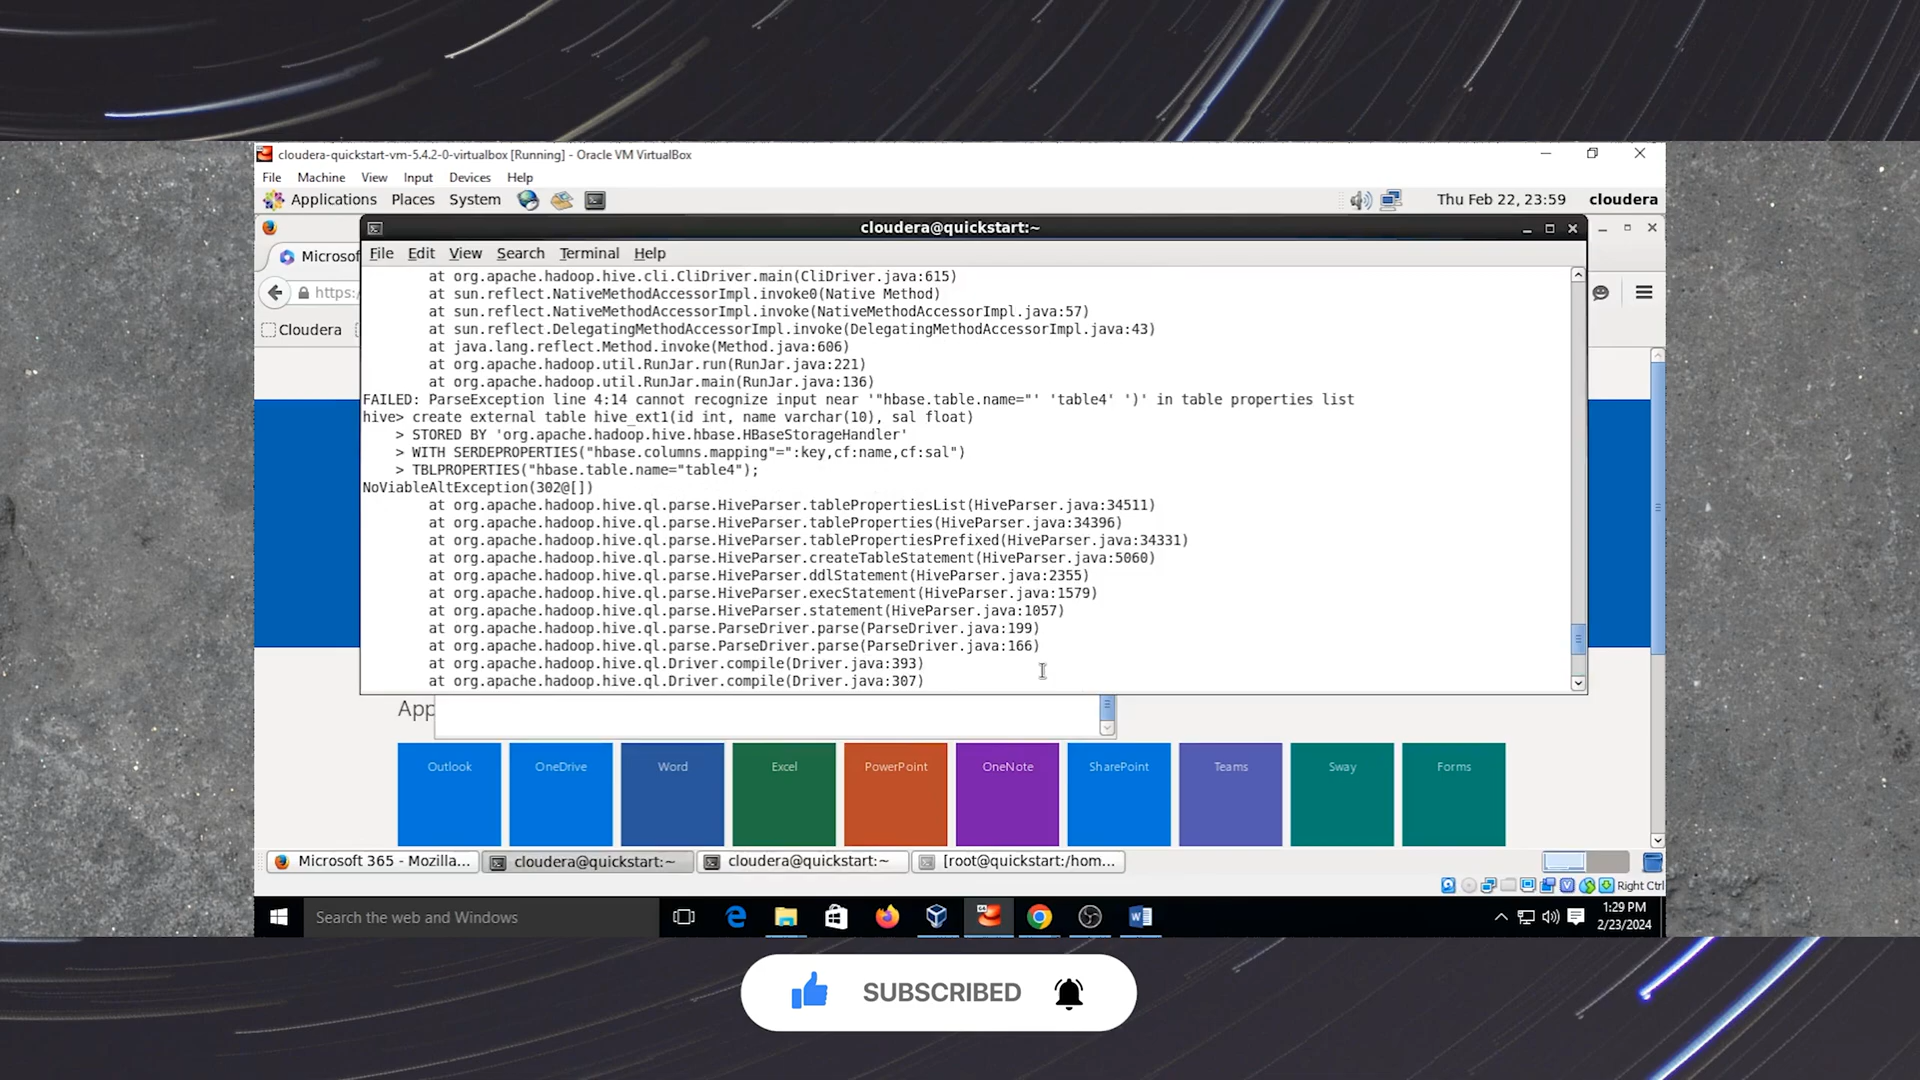 cloudera-quickstart-vm-5.4.2-0-virtualbox [Running] - Oracle VM VirtualBox
File Machine View Input Devices Help
Applications Places System Thu Feb 22, 23:59 cloudera
cloudera@quickstart:~
Microsof
File Edit View Search Terminal Help
https:
Cloudera
at org.apache.hadoop.hive.cli.CliDriver.main(CliDriver.java:615)
at sun.reflect.NativeMethodAccessorImpl.invoke0(Native Method)
at sun.reflect.NativeMethodAccessorImpl.invoke(NativeMethodAccessorImpl.java:57)
at sun.reflect.DelegatingMethodAccessorImpl.invoke(DelegatingMethodAccessorImpl.java:43)
at java.lang.reflect.Method.invoke(Method.java:606)
at org.apache.hadoop.util.RunJar.run(RunJar.java:221)
at org.apache.hadoop.util.RunJar.main(RunJar.java:136)
FAILED: ParseException line 4:14 cannot recognize input near '"hbase.table.name="' 'table4' ')' in table properties list
hive> create external table hive_ext1(id int, name varchar(10), sal float)
> STORED BY 'org.apache.hadoop.hive.hbase.HBaseStorageHandler'
> WITH SERDEPROPERTIES("hbase.columns.mapping"=":key,cf:name,cf:sal")
> TBLPROPERTIES("hbase.table.name="table4");
NoViableAltException(302@[])
at org.apache.hadoop.hive.ql.parse.HiveParser.tablePropertiesList(HiveParser.java:34511)
at org.apache.hadoop.hive.ql.parse.HiveParser.tableProperties(HiveParser.java:34396)
at org.apache.hadoop.hive.ql.parse.HiveParser.tablePropertiesPrefixed(HiveParser.java:34331)
at org.apache.hadoop.hive.ql.parse.HiveParser.createTableStatement(HiveParser.java:5060)
at org.apache.hadoop.hive.ql.parse.HiveParser.ddlStatement(HiveParser.java:2355)
at org.apache.hadoop.hive.ql.parse.HiveParser.execStatement(HiveParser.java:1579)
at org.apache.hadoop.hive.ql.parse.HiveParser.statement(HiveParser.java:1057)
at org.apache.hadoop.hive.ql.parse.ParseDriver.parse(ParseDriver.java:199)
at org.apache.hadoop.hive.ql.parse.ParseDriver.parse(ParseDriver.java:166)
at org.apache.hadoop.hive.ql.Driver.compile(Driver.java:393)
at org.apache.hadoop.hive.ql.Driver.compile(Driver.java:307)
App
Outlook OneDrive Word Excel PowerPoint OneNote SharePoint Teams Sway Forms
Microsoft 365 - Mozilla... cloudera@quickstart:~ cloudera@quickstart:~ [root@quickstart:/hom...
Right Ctrl
Search the web and Windows
1:29 PM
2/23/2024
SUBSCRIBED